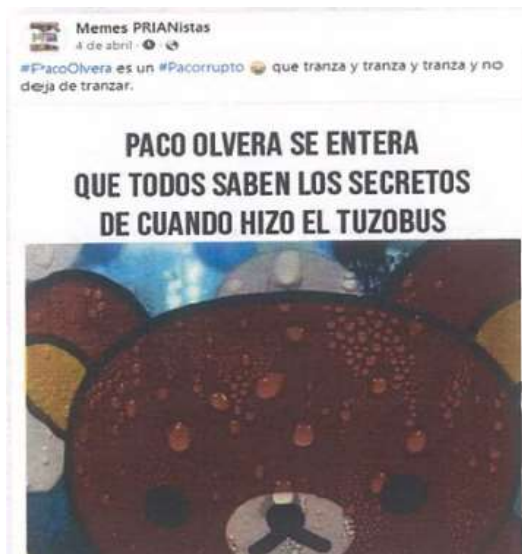 Memes PRIANistas
4 de abril ·
#PacoOlvera es un #Pacorrupto 😂 que tranza y tranza y tranza y no
deja de tranzar.
PACO OLVERA SE ENTERA
QUE TODOS SABEN LOS SECRETOS
DE CUANDO HIZO EL TUZOBUS